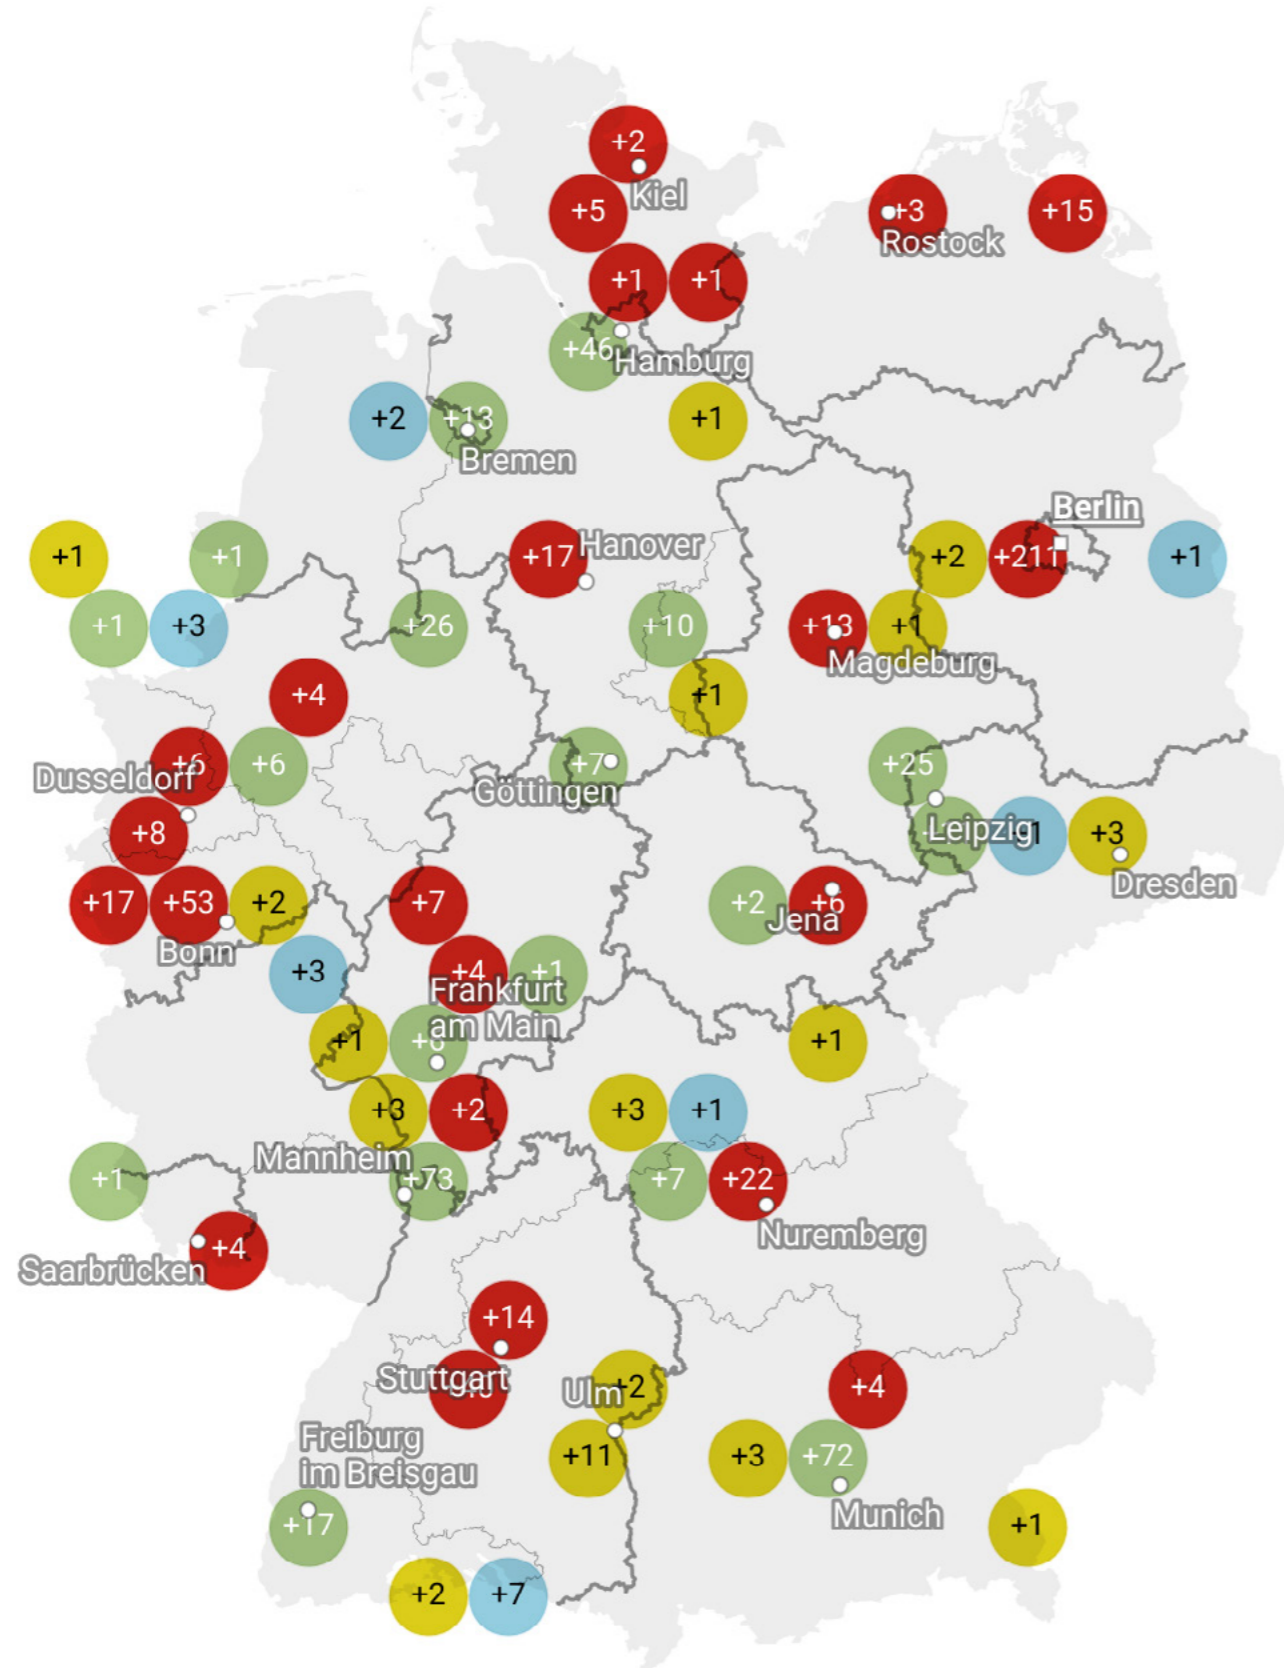 +2
Kiel
+5
+3
+15
Rostock
+1
+1
+46
Hamburg
+2
+13
+1
Bremen
Berlin
+1
+1
+17
Hanover
+2
+211
+1
+1
+3
+26
+10
+13
+1
Magdeburg
+4
+1
+6
+6
+7
+25
Dusseldorf
Göttingen
+8
Leipzig
+3
Dresden
+17
+53
+2
+7
+2
+6
Jena
Bonn
+3
+4
+1
Frankfurt
am Main
+1
+1
+3
+2
+3
+1
Mannheim
+1
+73
+7
+22
Nuremberg
+4
Saarbrücken
+14
Stuttgart
Ulm
+2
+4
Freiburg
im Breisgau
+11
+3
+72
Munich
+17
+1
+2
+7